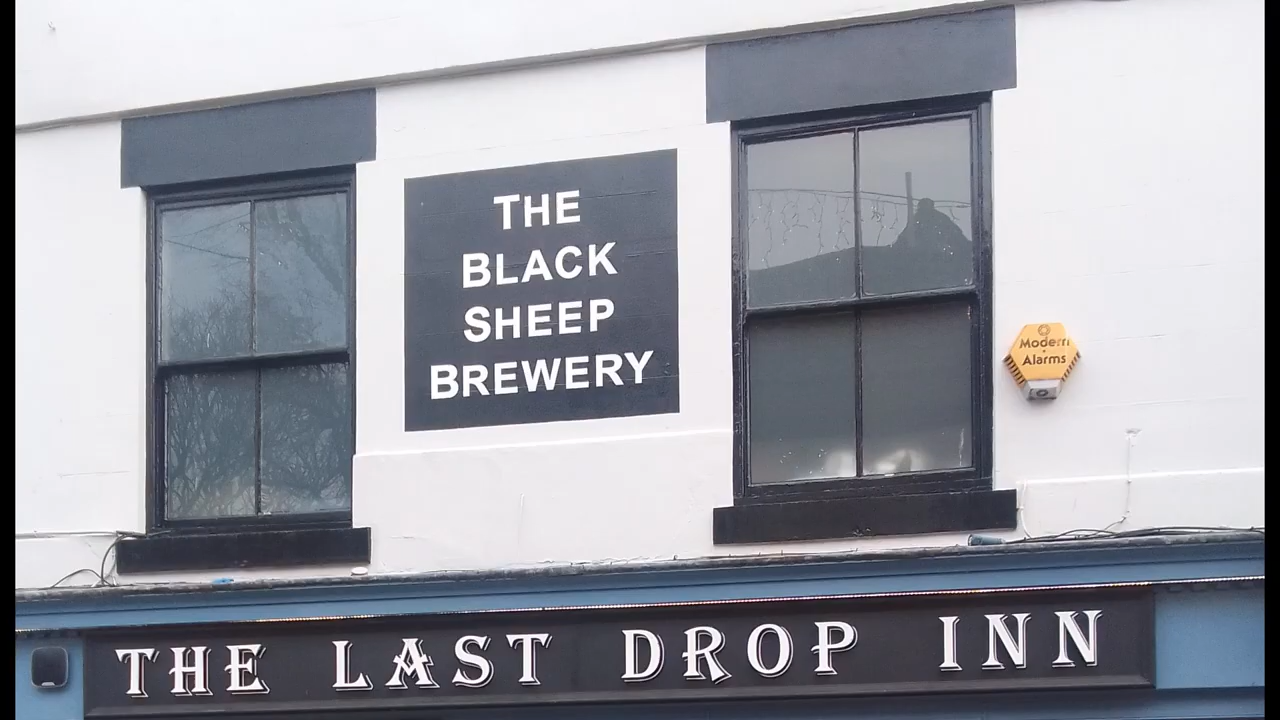 THE
BLACK
SHEEP
BREWERY
Modern
Alarms
THE LAST DROP INN